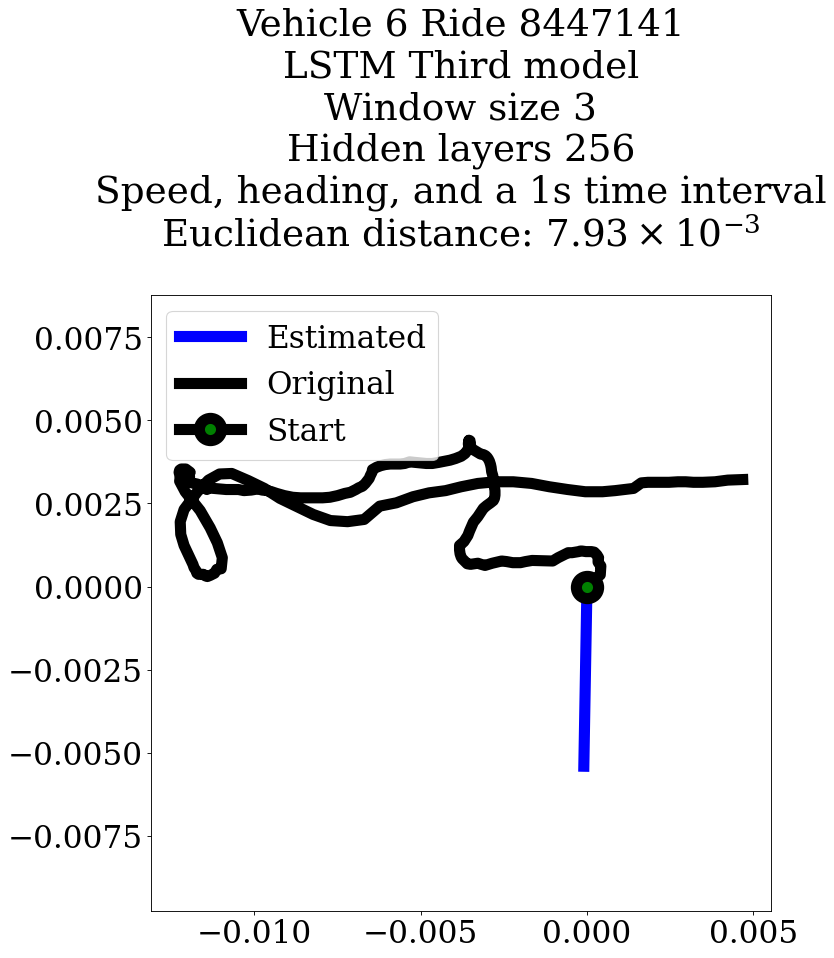 Vehicle 6 Ride 8447141
LSTM Third model
Window size 3
Hidden layers 256
Speed, heading, and a 1s time interval
Euclidean distance: 7.93 × 10⁻³
Estimated
Original
Start
0.0075
0.0050
0.0025
0.0000
−0.0025
−0.0050
−0.0075
−0.010
−0.005
0.000
0.005